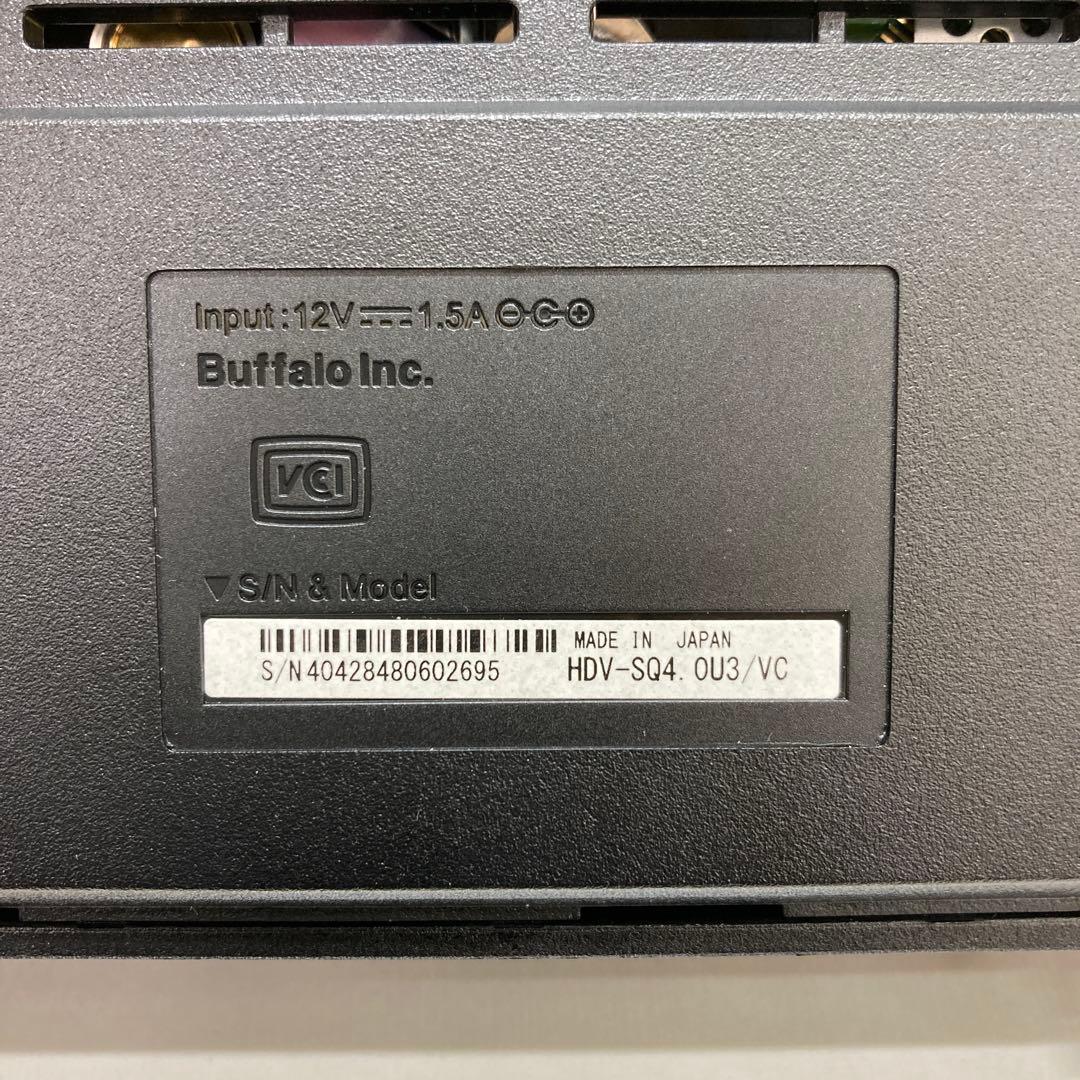 Input:12V⎓1.5A⊖-C-⊕
Buffalo Inc.
VCI
▼S/N & Model
MADE IN JAPAN
S/N40428480602695 HDV-SQ4.0U3/VC